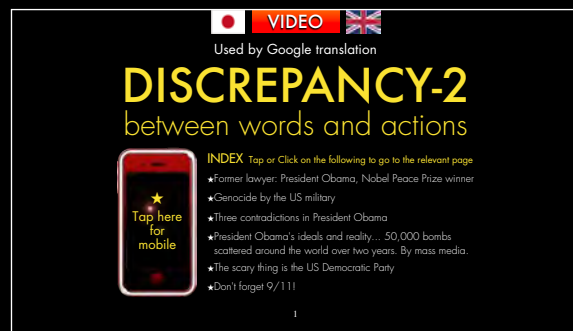 VIDEO
Used by Google translation
DISCREPANCY-2
between words and actions
INDEX Tap or Click on the following to go to the relevant page
★Former lawyer: President Obama, Nobel Peace Prize winner
★Genocide by the US military
★Three contradictions in President Obama
★President Obama's ideals and reality... 50,000 bombs
scattered around the world over two years. By mass media.
★The scary thing is the US Democratic Party
★Don't forget 9/11!
★
Tap here
for
mobile
1